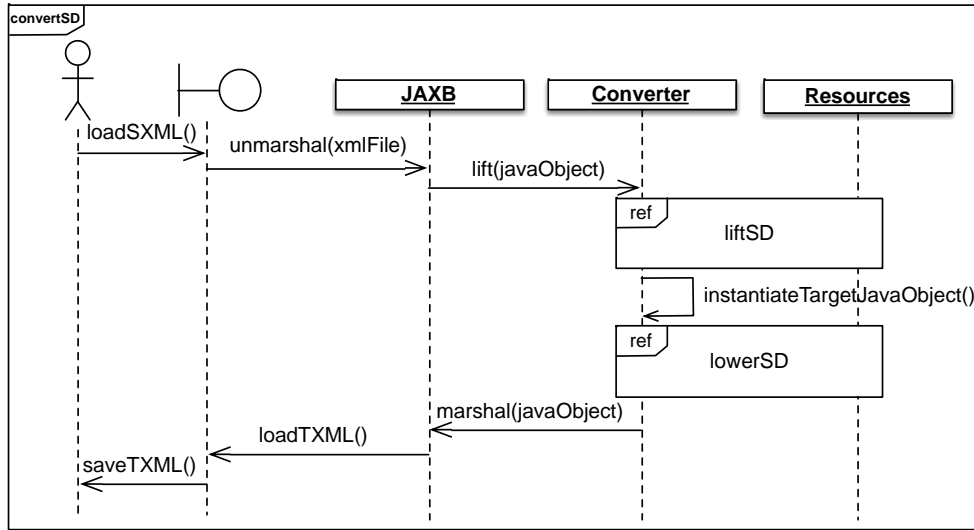 convertSD
JAXB
Converter
Resources
loadSXML()
unmarshal(xmlFile)
lift(javaObject)
ref
liftSD
instantiateTargetJavaObject()
ref
lowerSD
marshal(javaObject)
loadTXML()
saveTXML()